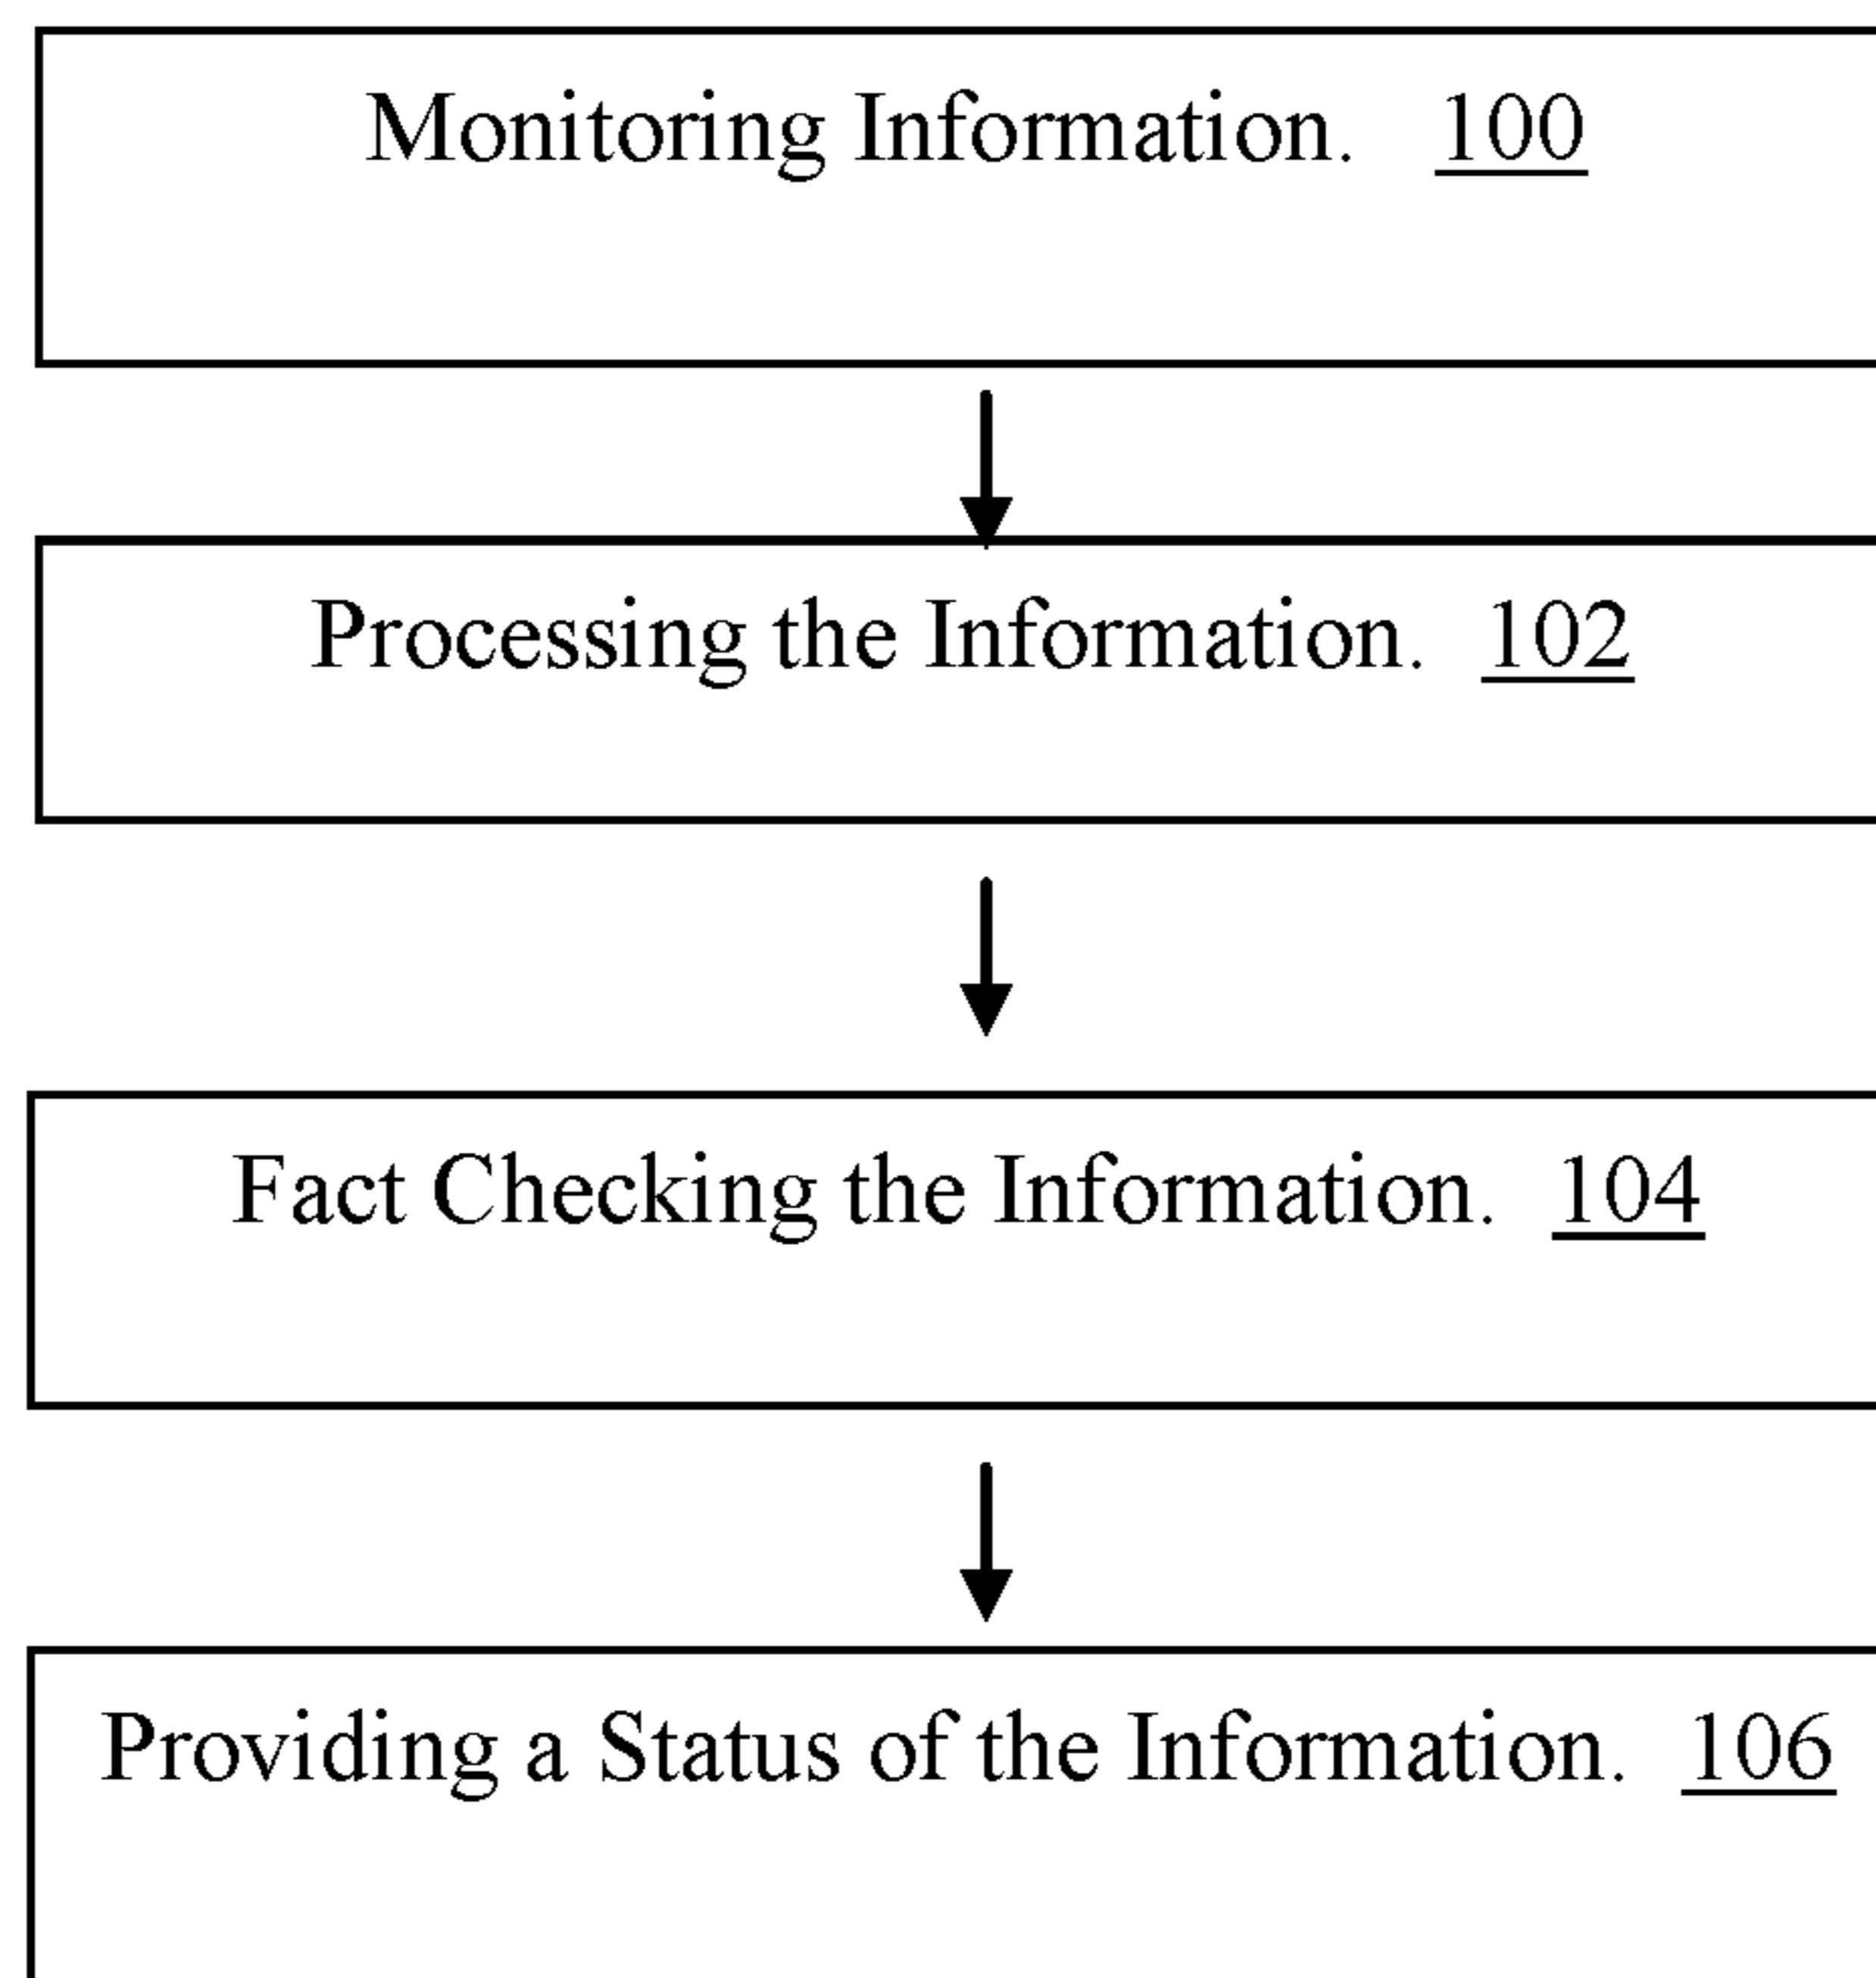 Monitoring Information. 100
Processing the Information. 102
Fact Checking the Information. 104
Providing a Status of the Information. 106